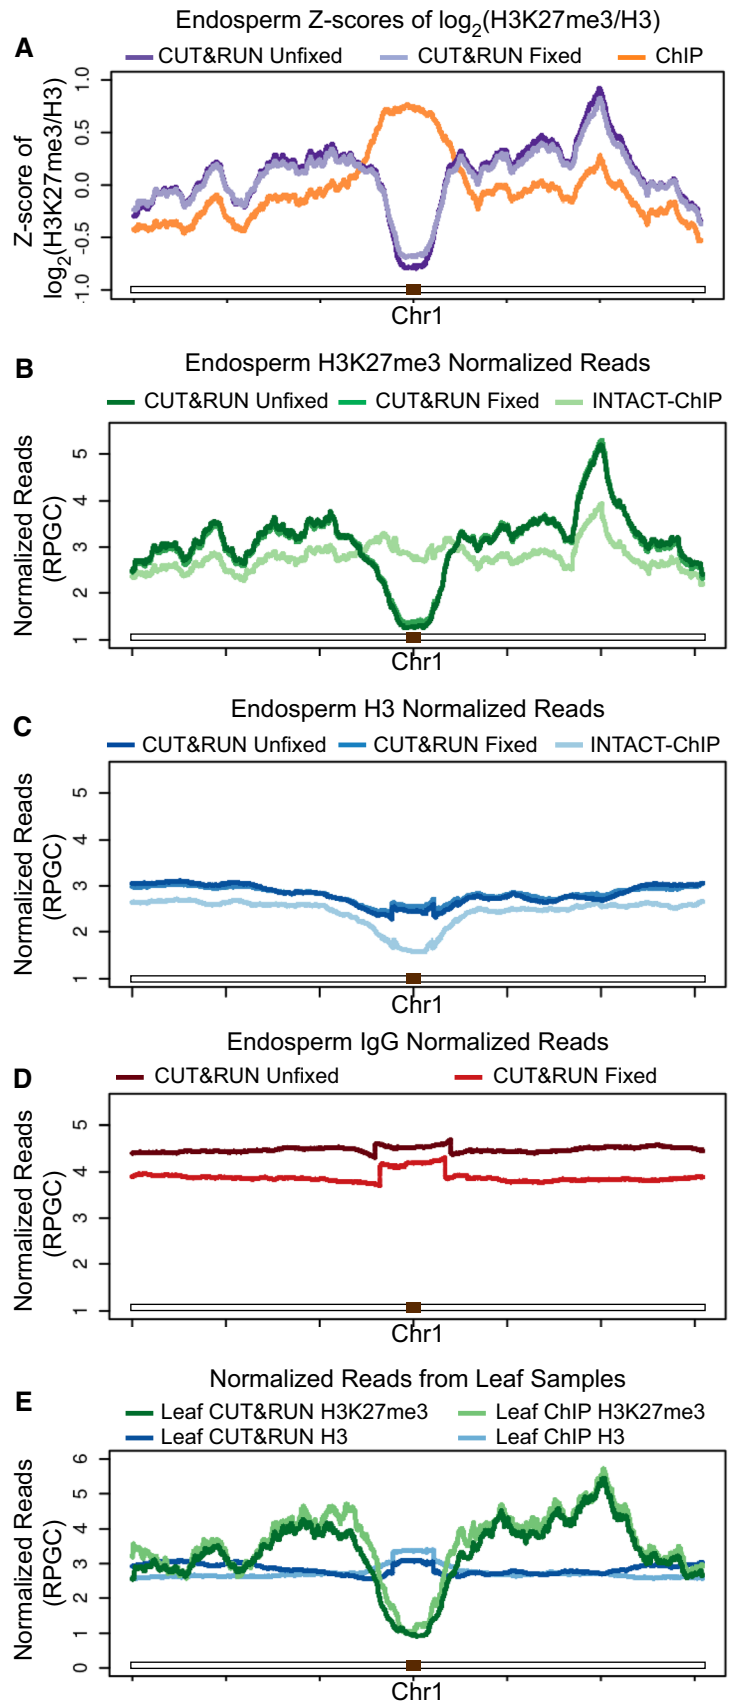 Endosperm Z-scores of log2(H3K27me3/H3)
A
CUT&RUN Unfixed CUT&RUN Fixed ChIP
Z-score of
log2(H3K27me3/H3)
1.0
0.5
0.0
-0.5
-1.0
Chr1
Endosperm H3K27me3 Normalized Reads
B
CUT&RUN Unfixed CUT&RUN Fixed INTACT-ChIP
Normalized Reads
(RPGC)
5
4
3
2
1
Chr1
Endosperm H3 Normalized Reads
C
CUT&RUN Unfixed CUT&RUN Fixed INTACT-ChIP
Normalized Reads
(RPGC)
5
4
3
2
1
Chr1
Endosperm IgG Normalized Reads
D
CUT&RUN Unfixed CUT&RUN Fixed
Normalized Reads
(RPGC)
5
4
3
2
1
Chr1
Normalized Reads from Leaf Samples
E
Leaf CUT&RUN H3K27me3 Leaf ChIP H3K27me3
Leaf CUT&RUN H3 Leaf ChIP H3
Normalized Reads
(RPGC)
6
5
4
3
2
1
0
Chr1